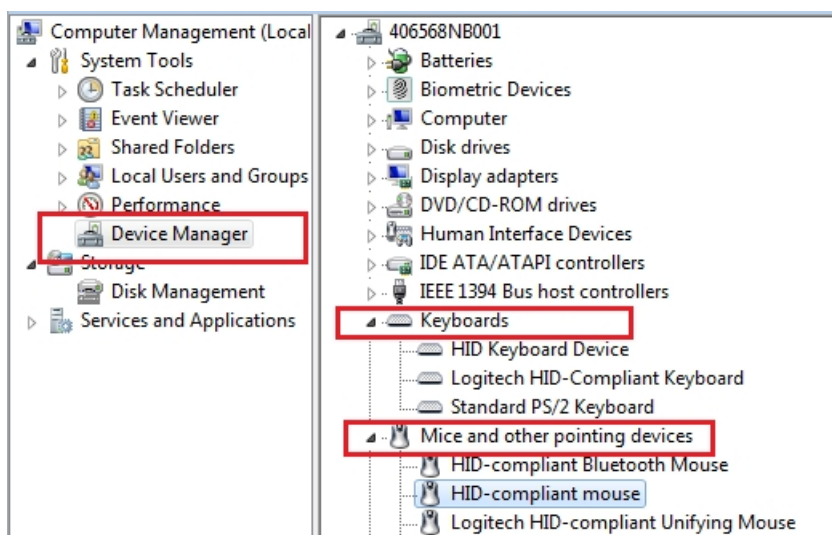 Computer Management (Local
System Tools
Task Scheduler
Event Viewer
Shared Folders
Local Users and Groups
Performance
Device Manager
Storage
Disk Management
Services and Applications
406568NB001
Batteries
Biometric Devices
Computer
Disk drives
Display adapters
DVD/CD-ROM drives
Human Interface Devices
IDE ATA/ATAPI controllers
IEEE 1394 Bus host controllers
Keyboards
HID Keyboard Device
Logitech HID-Compliant Keyboard
Standard PS/2 Keyboard
Mice and other pointing devices
HID-compliant Bluetooth Mouse
HID-compliant mouse
Logitech HID-compliant Unifying Mouse